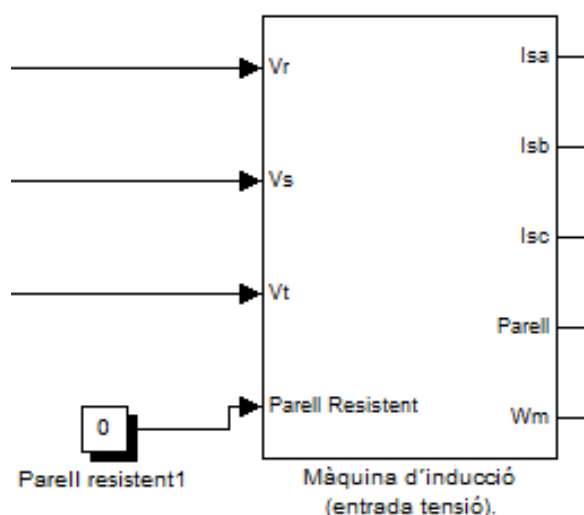 Vr
Isa
Isb
Vs
Isc
Vt
Parell
Parell Resistent
Wm
0
Parell resistent1
Màquina d´inducció
(entrada tensió).